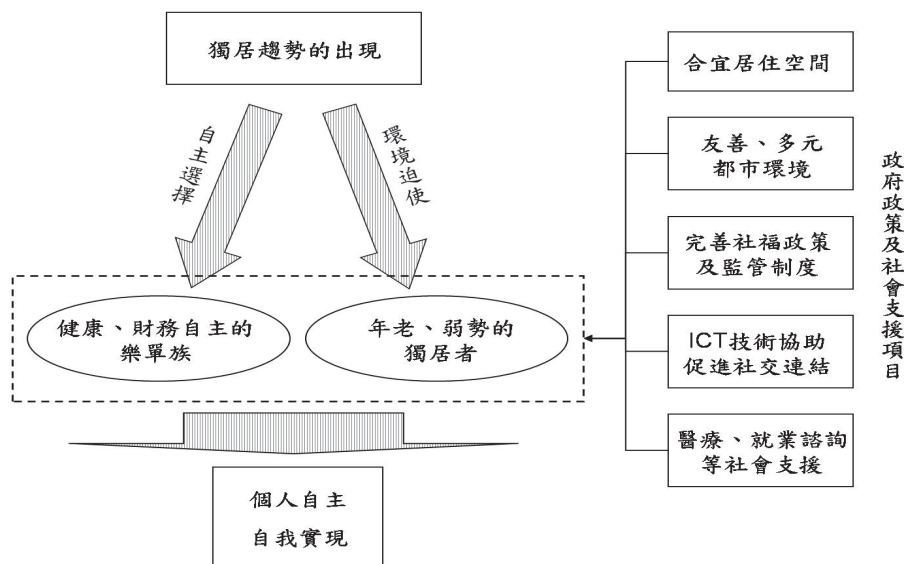 獨居趨勢的出現
自主選擇
環境迫使
健康、財務自主的
樂單族
年老、弱勢的
獨居者
個人自主
自我實現
合宜居住空間
友善、多元
都市環境
完善社福政策
及監管制度
ICT技術協助
促進社交連結
醫療、就業諮詢
等社會支援
政府政策及社會支援項目